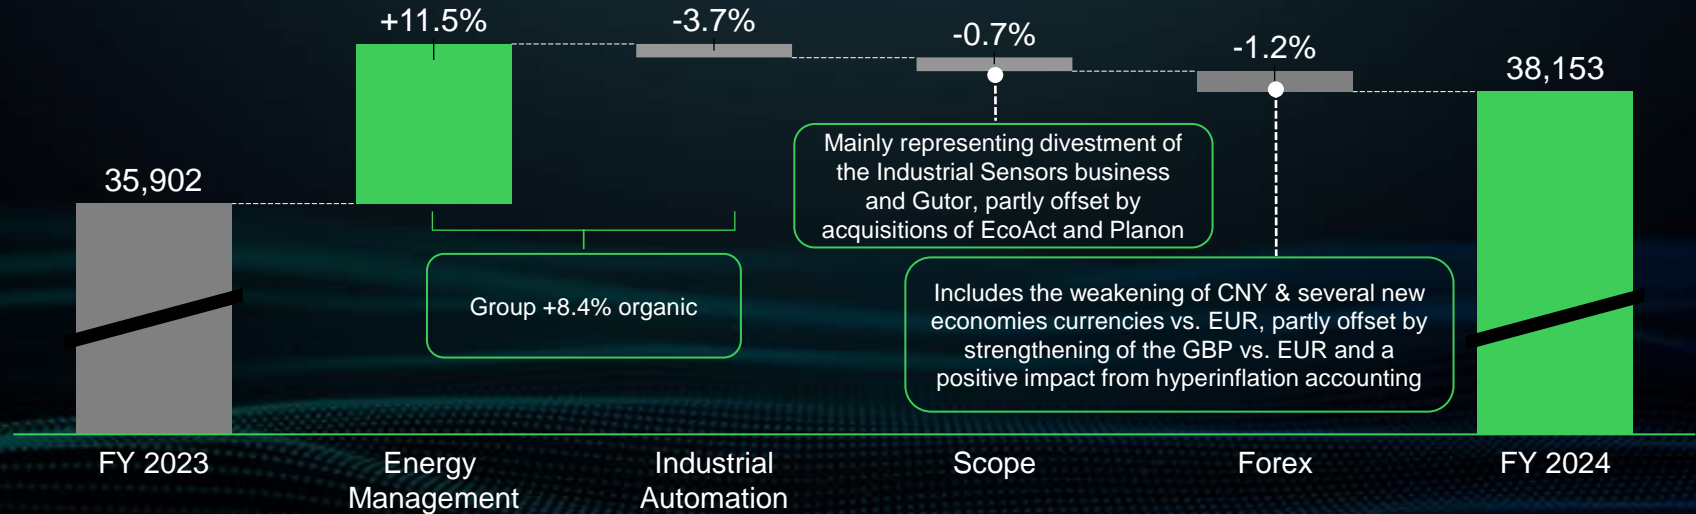 +11.5%
-3.7%
-0.7%
-1.2%
38,153
35,902
Mainly representing divestment of
the Industrial Sensors business
and Gutor, partly offset by
acquisitions of EcoAct and Planon
Group +8.4% organic
Includes the weakening of CNY & several new
economies currencies vs. EUR, partly offset by
strengthening of the GBP vs. EUR and a
positive impact from hyperinflation accounting
FY 2023
Energy
Management
Industrial
Automation
Scope
Forex
FY 2024